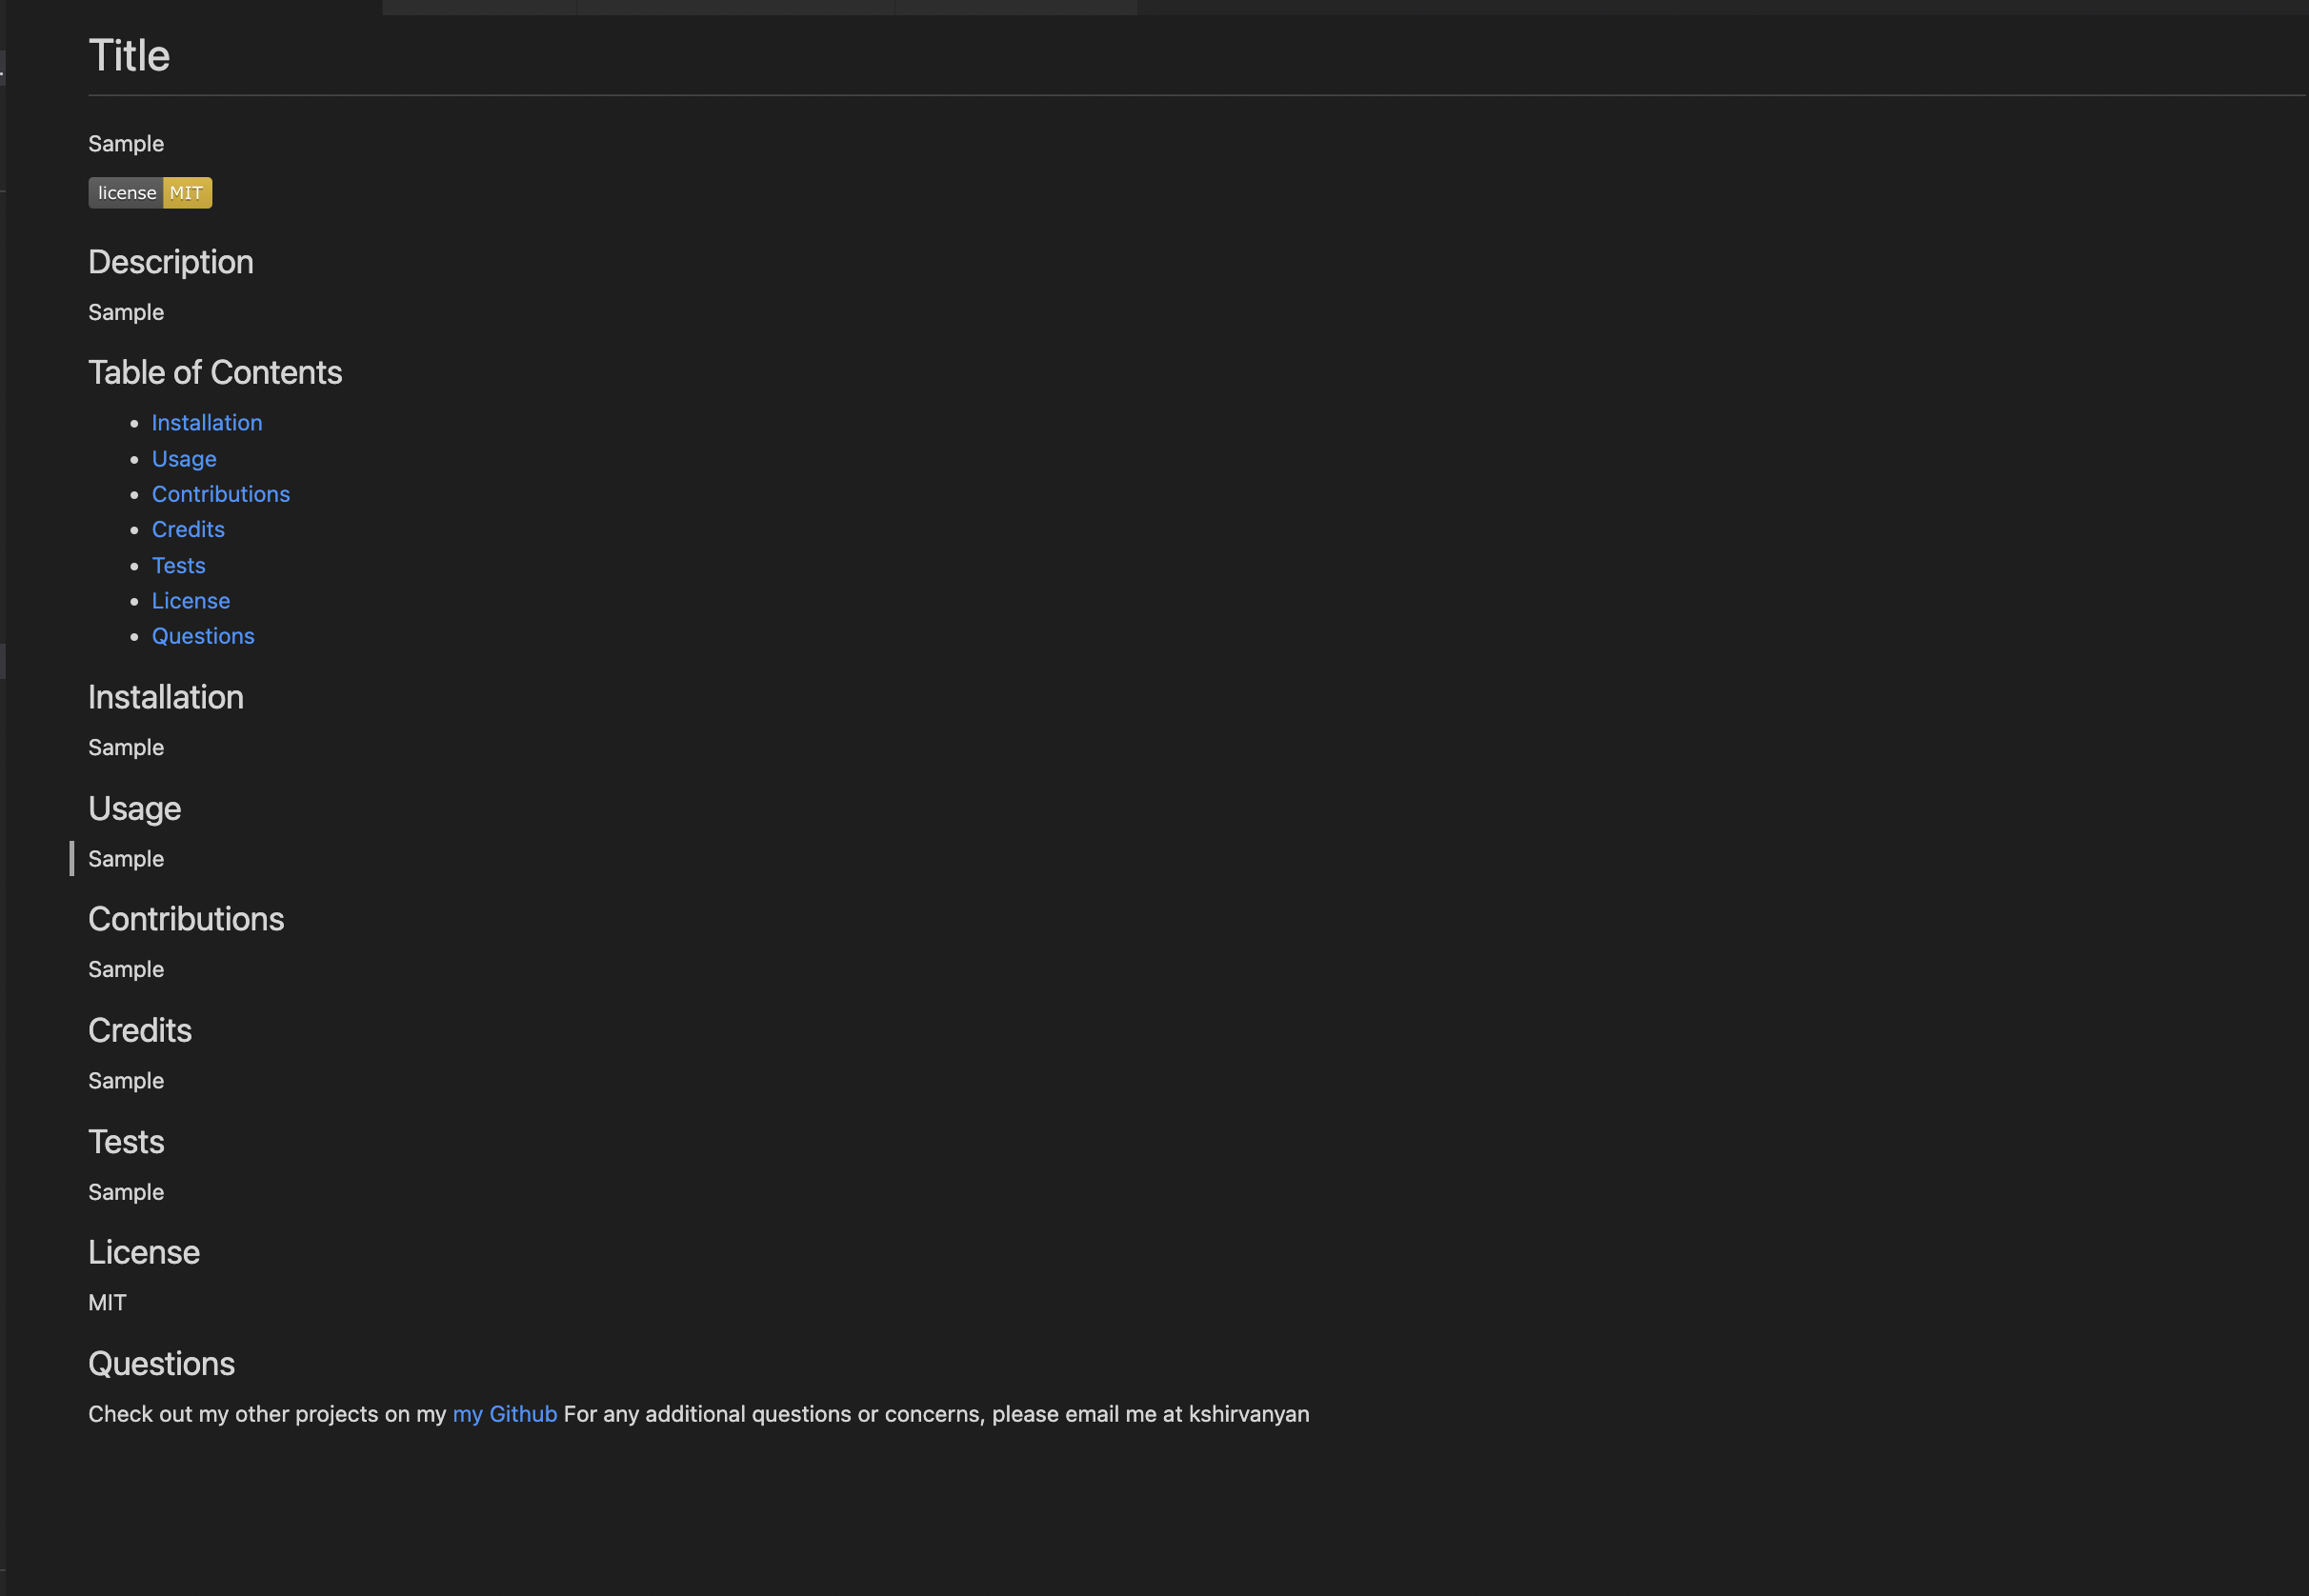 Title
Sample
license MIT
Description
Sample
Table of Contents
Installation
Usage
Contributions
Credits
Tests
License
Questions
Installation
Sample
Usage
Sample
Contributions
Sample
Credits
Sample
Tests
Sample
License
MIT
Questions
Check out my other projects on my my Github For any additional questions or concerns, please email me at kshirvanyan